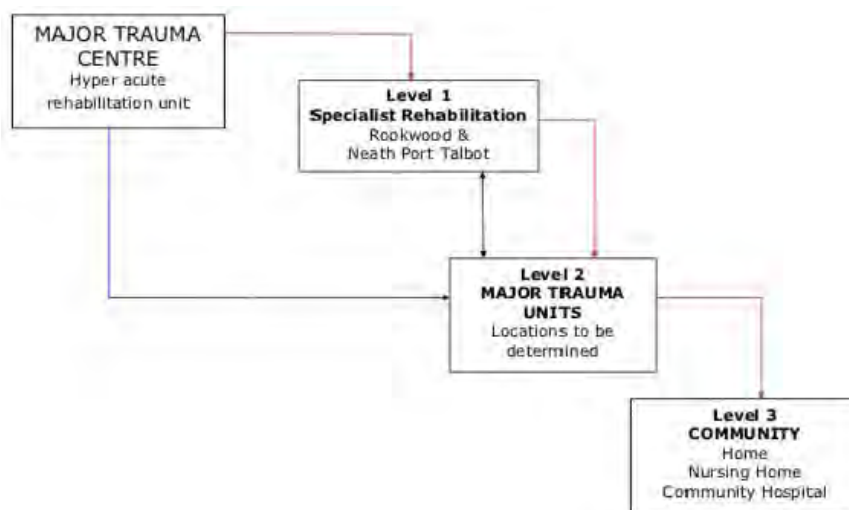 MAJOR TRAUMA
CENTRE
Hyper acute
rehabilitation unit
Level 1
Specialist Rehabilitation
Rookwood &
Neath Port Talbot
Level 2
MAJOR TRAUMA
UNITS
Locations to be
determined
Level 3
COMMUNITY
Home
Nursing Home
Community Hospital